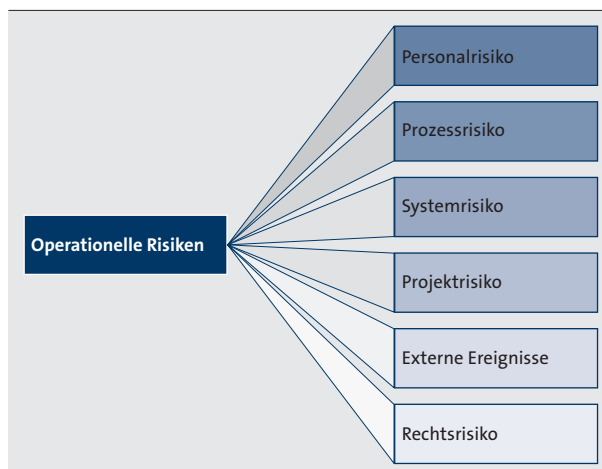 Personalrisiko
Prozessrisiko
Systemrisiko
Operationelle Risiken
Projektrisiko
Externe Ereignisse
Rechtsrisiko